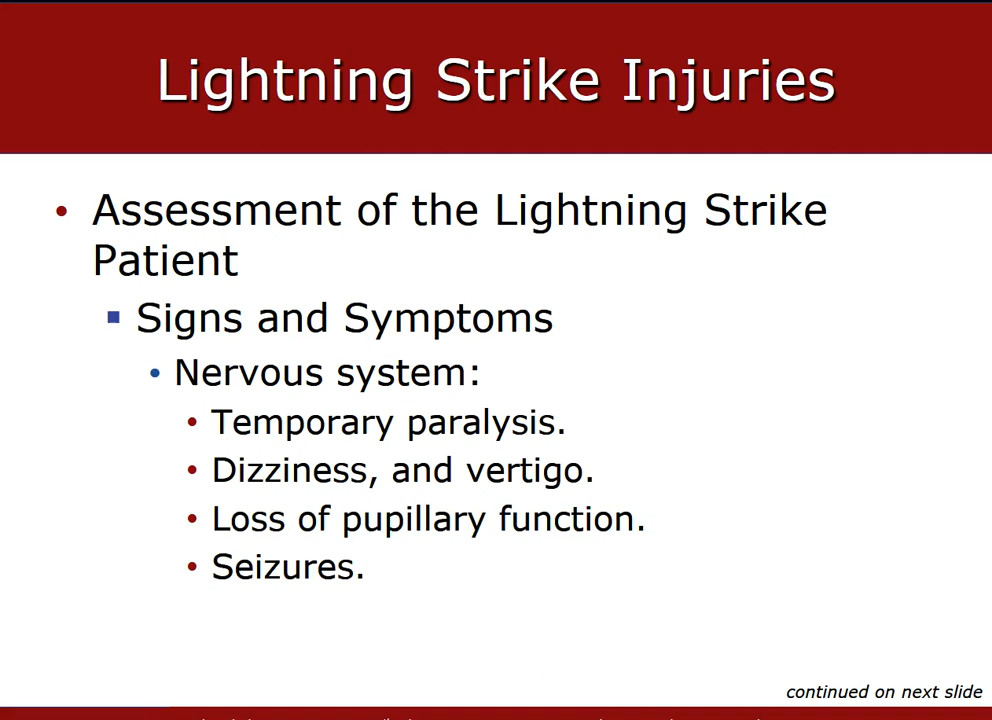 Lightning Strike Injuries
• Assessment of the Lightning Strike
Patient
▪ Signs and Symptoms
• Nervous system:
• Temporary paralysis.
• Dizziness, and vertigo.
• Loss of pupillary function.
• Seizures.
continued on next slide